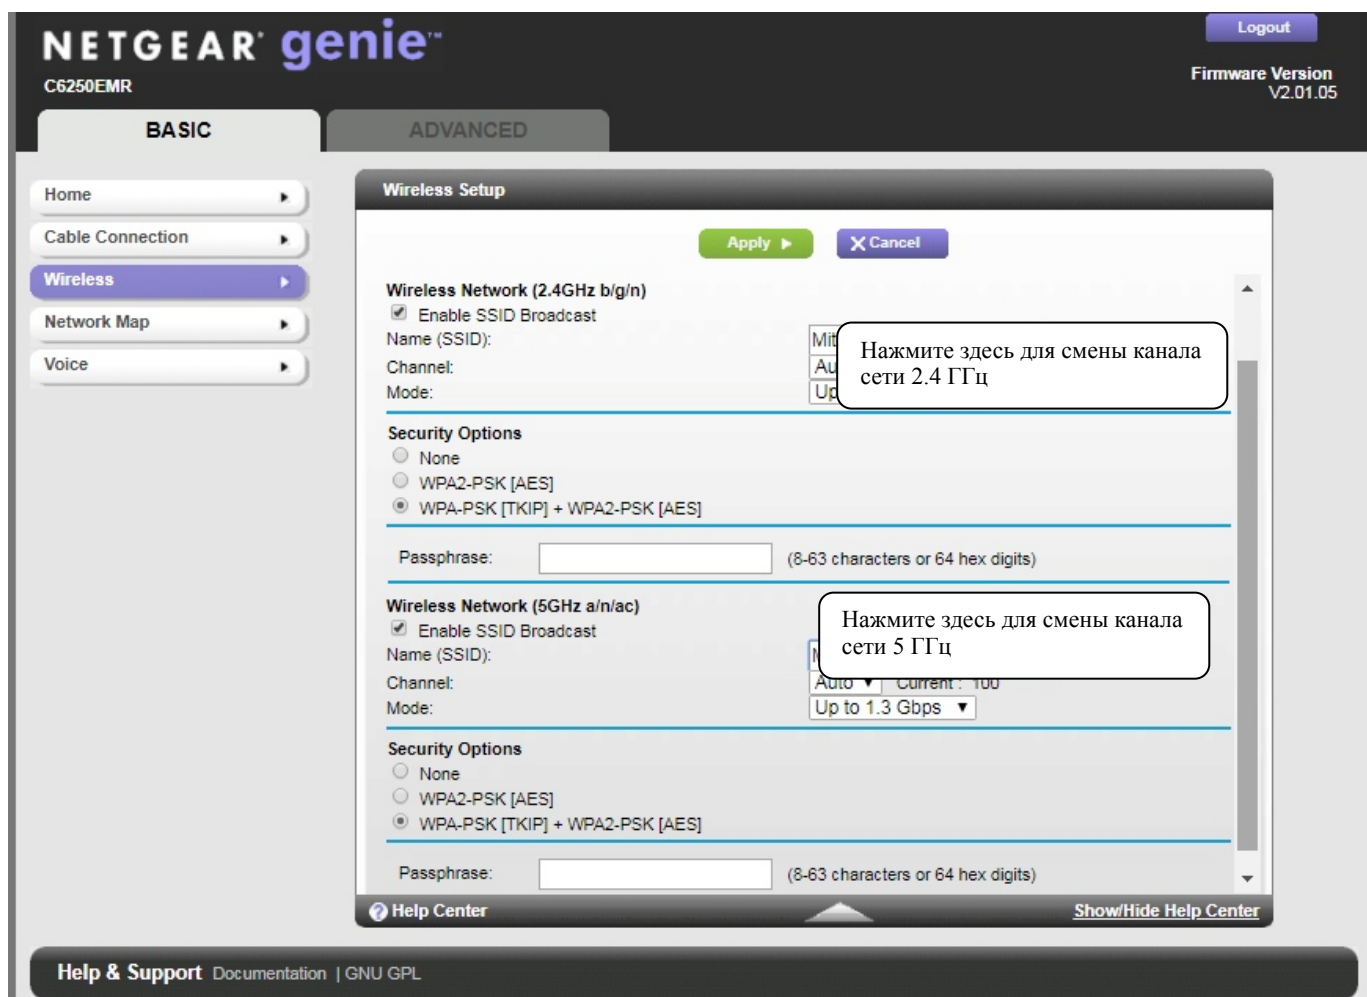 NETGEAR® genie™
Logout
C6250EMR
Firmware Version
V2.01.05
BASIC
ADVANCED
Home
Cable Connection
Wireless
Network Map
Voice
Wireless Setup
Apply
X Cancel
Wireless Network (2.4GHz b/g/n)
Enable SSID Broadcast
Name (SSID):
Channel:
Mode:
Нажмите здесь для смены канала
сети 2.4 ГГц
Security Options
None
WPA2-PSK [AES]
WPA-PSK [TKIP] + WPA2-PSK [AES]
Passphrase: (8-63 characters or 64 hex digits)
Wireless Network (5GHz a/n/ac)
Enable SSID Broadcast
Name (SSID):
Нажмите здесь для смены канала
сети 5 ГГц
Channel: Auto Current : 100
Mode: Up to 1.3 Gbps
Security Options
None
WPA2-PSK [AES]
WPA-PSK [TKIP] + WPA2-PSK [AES]
Passphrase: (8-63 characters or 64 hex digits)
Help Center
Show/Hide Help Center
Help & Support Documentation | GNU GPL